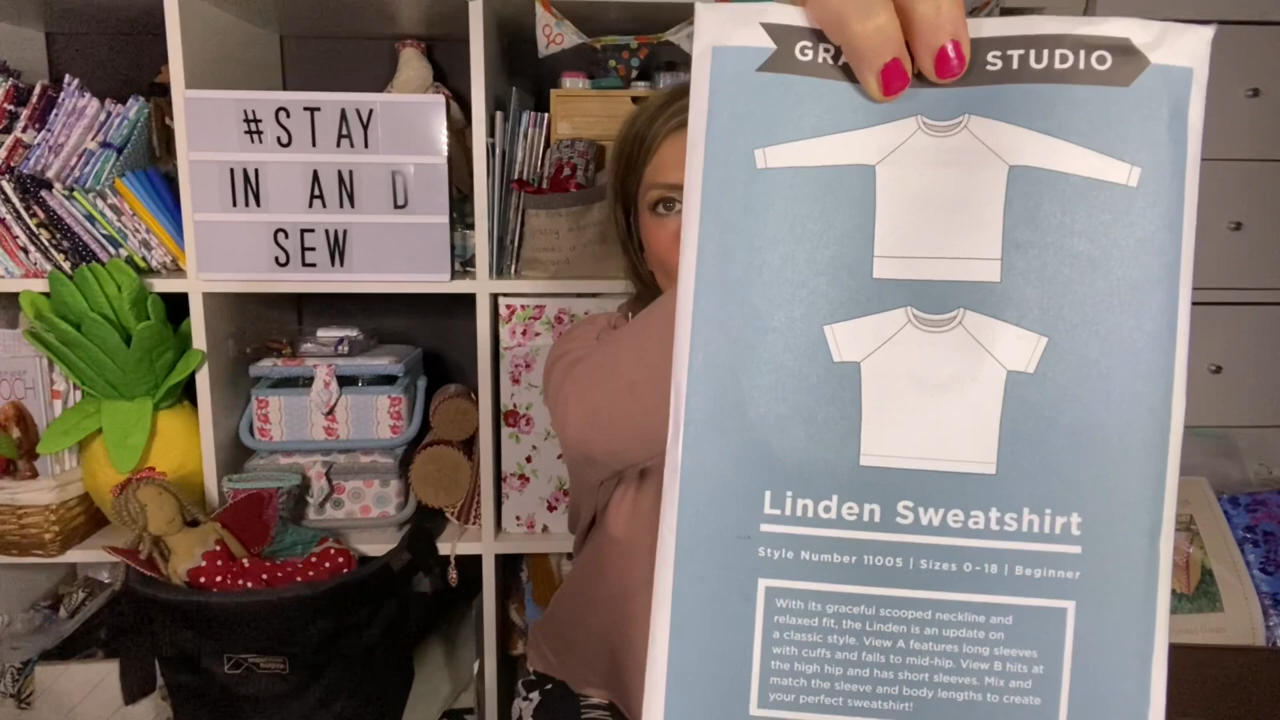 #STAY
IN AND
SEW
GRA STUDIO
Linden Sweatshirt
Style Number 11005 | Sizes 0-18 | Beginner
With its graceful scooped neckline and
relaxed fit, the Linden is an update on
a classic style. View A features long sleeves
with cuffs and falls to mid-hip. View B hits at
the high hip and has short sleeves. Mix and
match the sleeve and body lengths to create
your perfect sweatshirt!